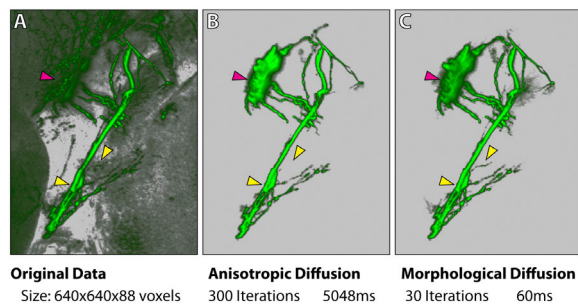 A
B
C
Original Data
Size: 640x640x88 voxels
Anisotropic Diffusion
300 Iterations 5048ms
Morphological Diffusion
30 Iterations 60ms